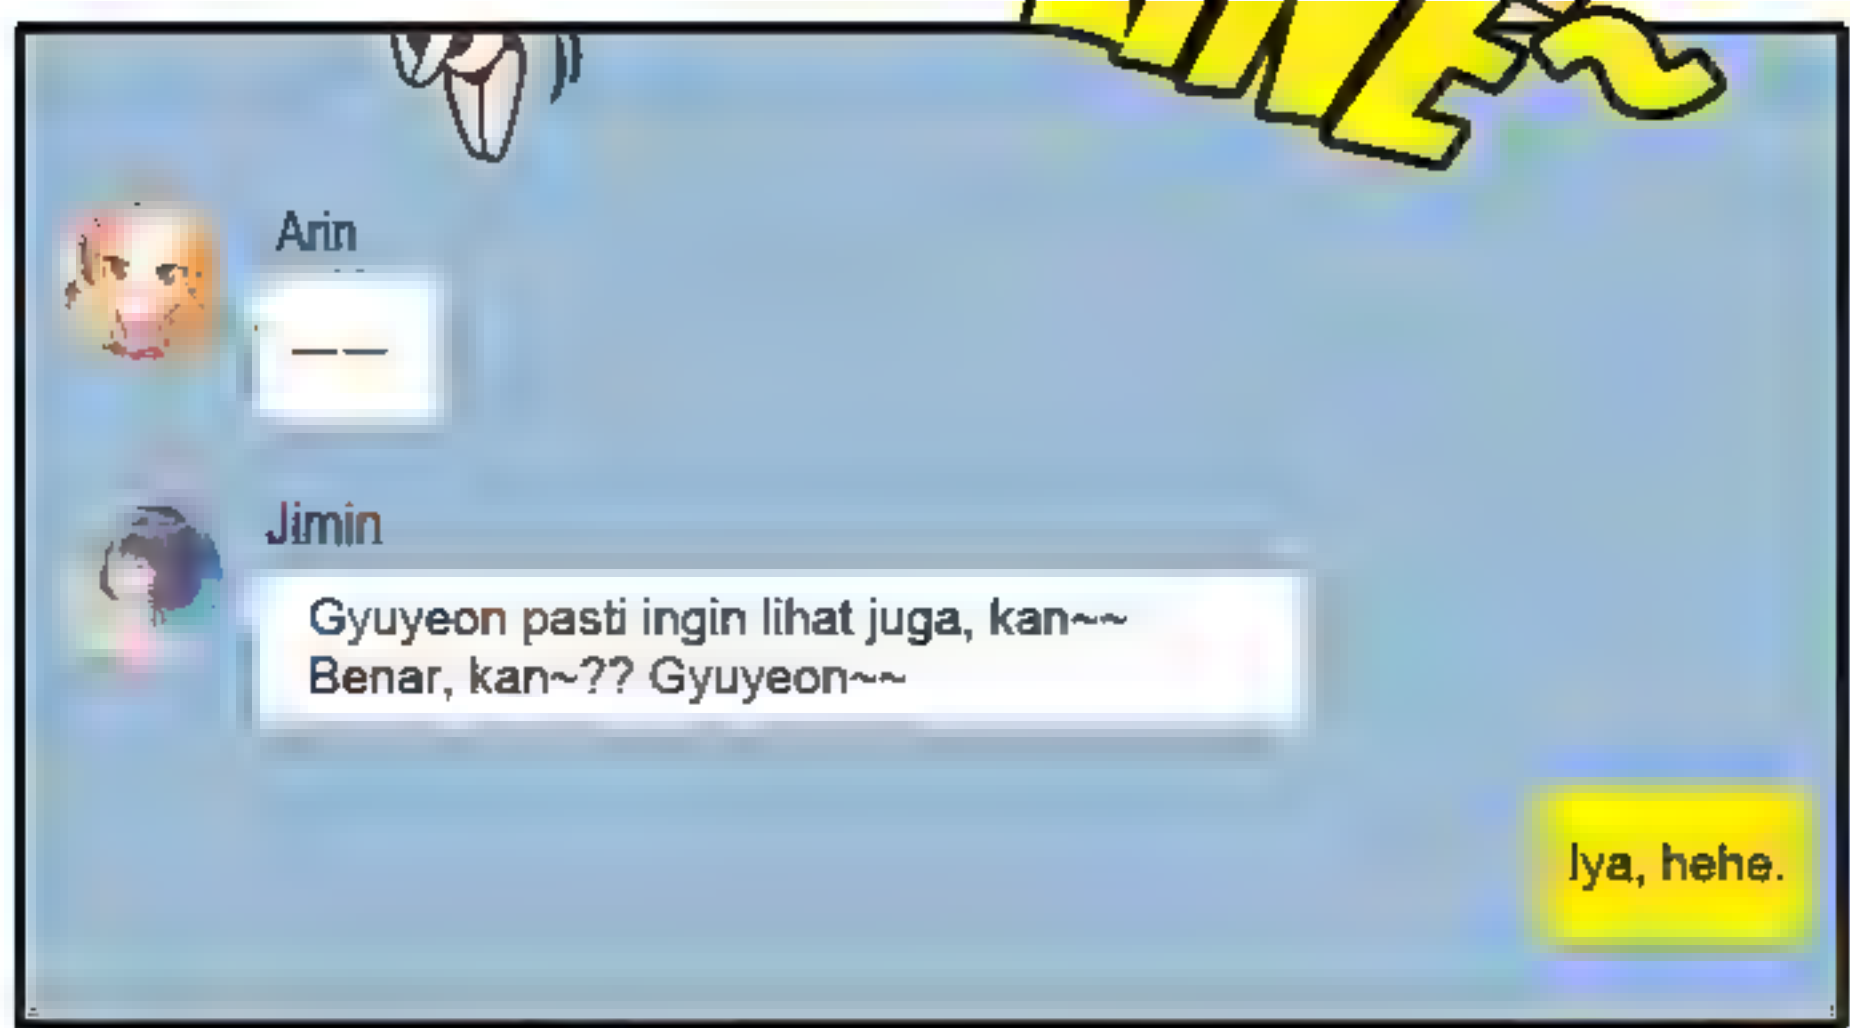 Arin
——
Jimin
Gyuyeon pasti ingin lihat juga, kan~~
Benar, kan~?? Gyuyeon~~
Iya, hehe.